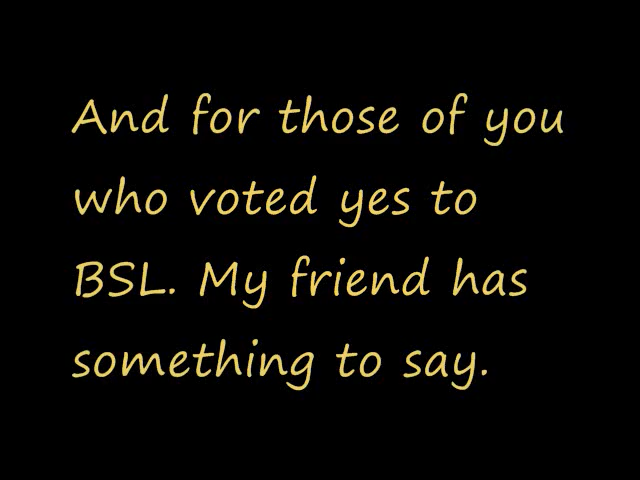 And for those of you
who voted yes to
BSL. My friend has
something to say.